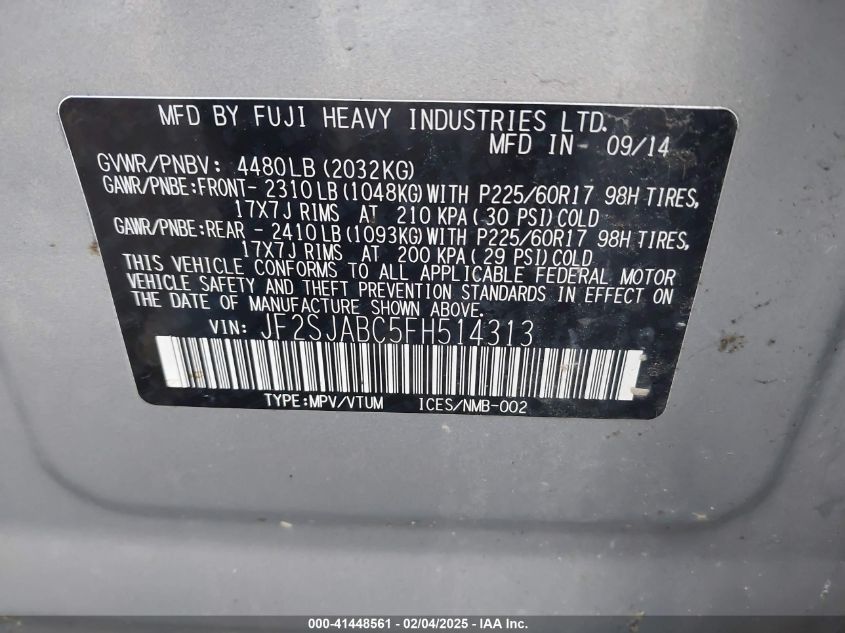 MFD BY FUJI HEAVY INDUSTRIES LTD.
MFD IN- 09/14
GVWR/PNBV: 4480LB(2032KG)
GAWR/PNBE:FRONT- 2310LB(1048KG)WITH P225/60R17 98H TIRES,
17X7J RIMS AT 210 KPA(30 PSI)COLD
GAWR/PNBE:REAR - 2410LB(1093KG)WITH P225/60R17 98H TIRES,
17X7J RIMS AT 200 KPA(29 PSI)COLD
THIS VEHICLE CONFORMS TO ALL APPLICABLE FEDERAL MOTOR
VEHICLE SAFETY AND THEFT PREVENTION STANDARDS IN EFFECT ON
THE DATE OF MANUFACTURE SHOWN ABOVE.
VIN: JF2SJABC5FH514313
TYPE:MPV/VTUM ICES/NMB-002
000-41448561 - 02/04/2025 - IAA Inc.